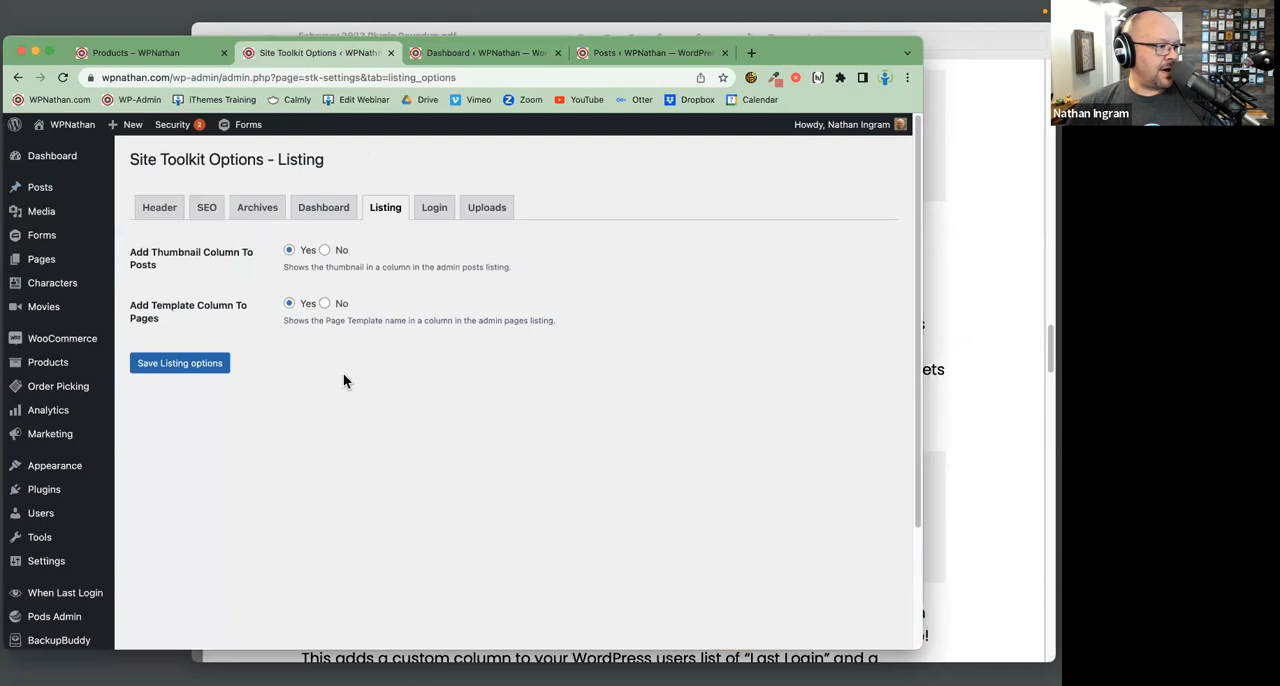 February 2023 Plugin Roundup.pdf
Products – WPNathan
Site Toolkit Options ‹ WPNath
Dashboard ‹ WPNathan — Wor
Posts ‹ WPNathan — WordPre
wpnathan.com/wp-admin/admin.php?page=stk-settings&tab=listing_options
WPNathan.com WP-Admin iThemes Training Calmly Edit Webinar Drive Vimeo Zoom YouTube Otter Dropbox Calendar
WPNathan New Security 2 Forms Howdy, Nathan Ingram
Nathan Ingram
Dashboard
Posts
Media
Forms
Pages
Characters
Movies
WooCommerce
Products
Order Picking
Analytics
Marketing
Appearance
Plugins
Users
Tools
Settings
When Last Login
Pods Admin
BackupBuddy
Site Toolkit Options - Listing
Header SEO Archives Dashboard Listing Login Uploads
Add Thumbnail Column To
Posts
Yes No
Shows the thumbnail in a column in the admin posts listing.
Add Template Column To
Pages
Yes No
Shows the Page Template name in a column in the admin pages listing.
Save Listing options
s
ets
n
!
This adds a custom column to your WordPress users list of “Last Login” and a